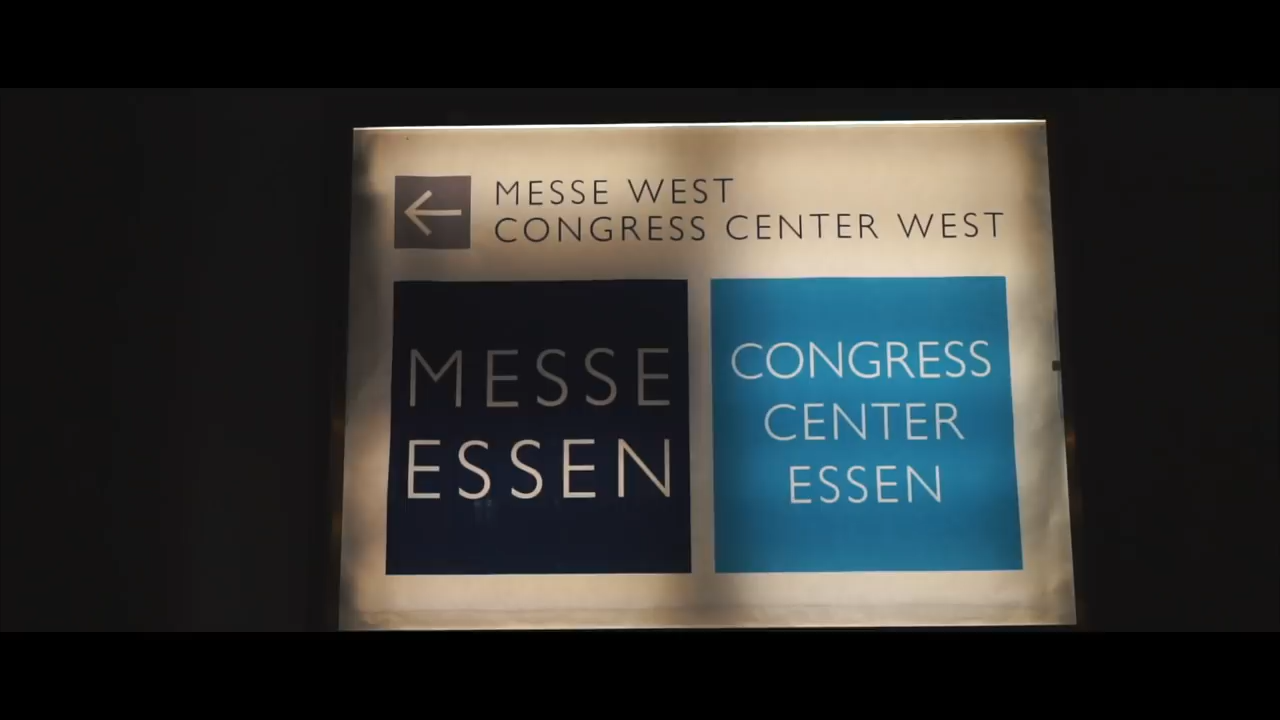 MESSE WEST
CONGRESS CENTER WEST
MESSE
ESSEN
CONGRESS
CENTER
ESSEN